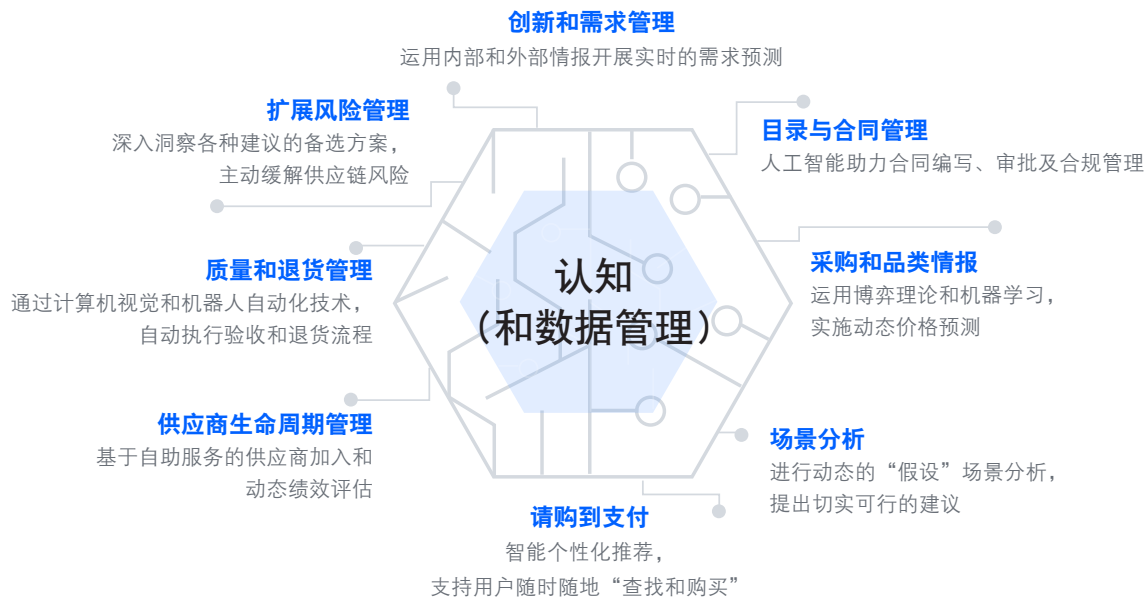 创新和需求管理
运用内部和外部情报开展实时的需求预测
扩展风险管理
深入洞察各种建议的备选方案，
主动缓解供应链风险
目录与合同管理
人工智能助力合同编写、审批及合规管理
质量和退货管理
通过计算机视觉和机器人自动化技术，
自动执行验收和退货流程
认知
（和数据管理）
采购和品类情报
运用博弈理论和机器学习，
实施动态价格预测
供应商生命周期管理
基于自助服务的供应商加入和
动态绩效评估
场景分析
进行动态的“假设”场景分析，
提出切实可行的建议
请购到支付
智能个性化推荐，
支持用户随时随地“查找和购买”